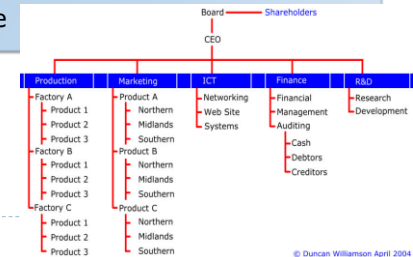 e
Board Shareholders
CEO
Production Marketing ICT Finance R&D
Factory A Product A Networking Financial Research
Product 1 Northern Web Site Management Development
Product 2 Midlands Systems Auditing
Product 3 Southern Cash
Factory B Product B Debtors
Product 1 Northern Creditors
Product 2 Midlands
Product 3 Southern
Factory C Product C
Product 1 Northern
Product 2 Midlands
Product 3 Southern
© Duncan Williamson April 2004